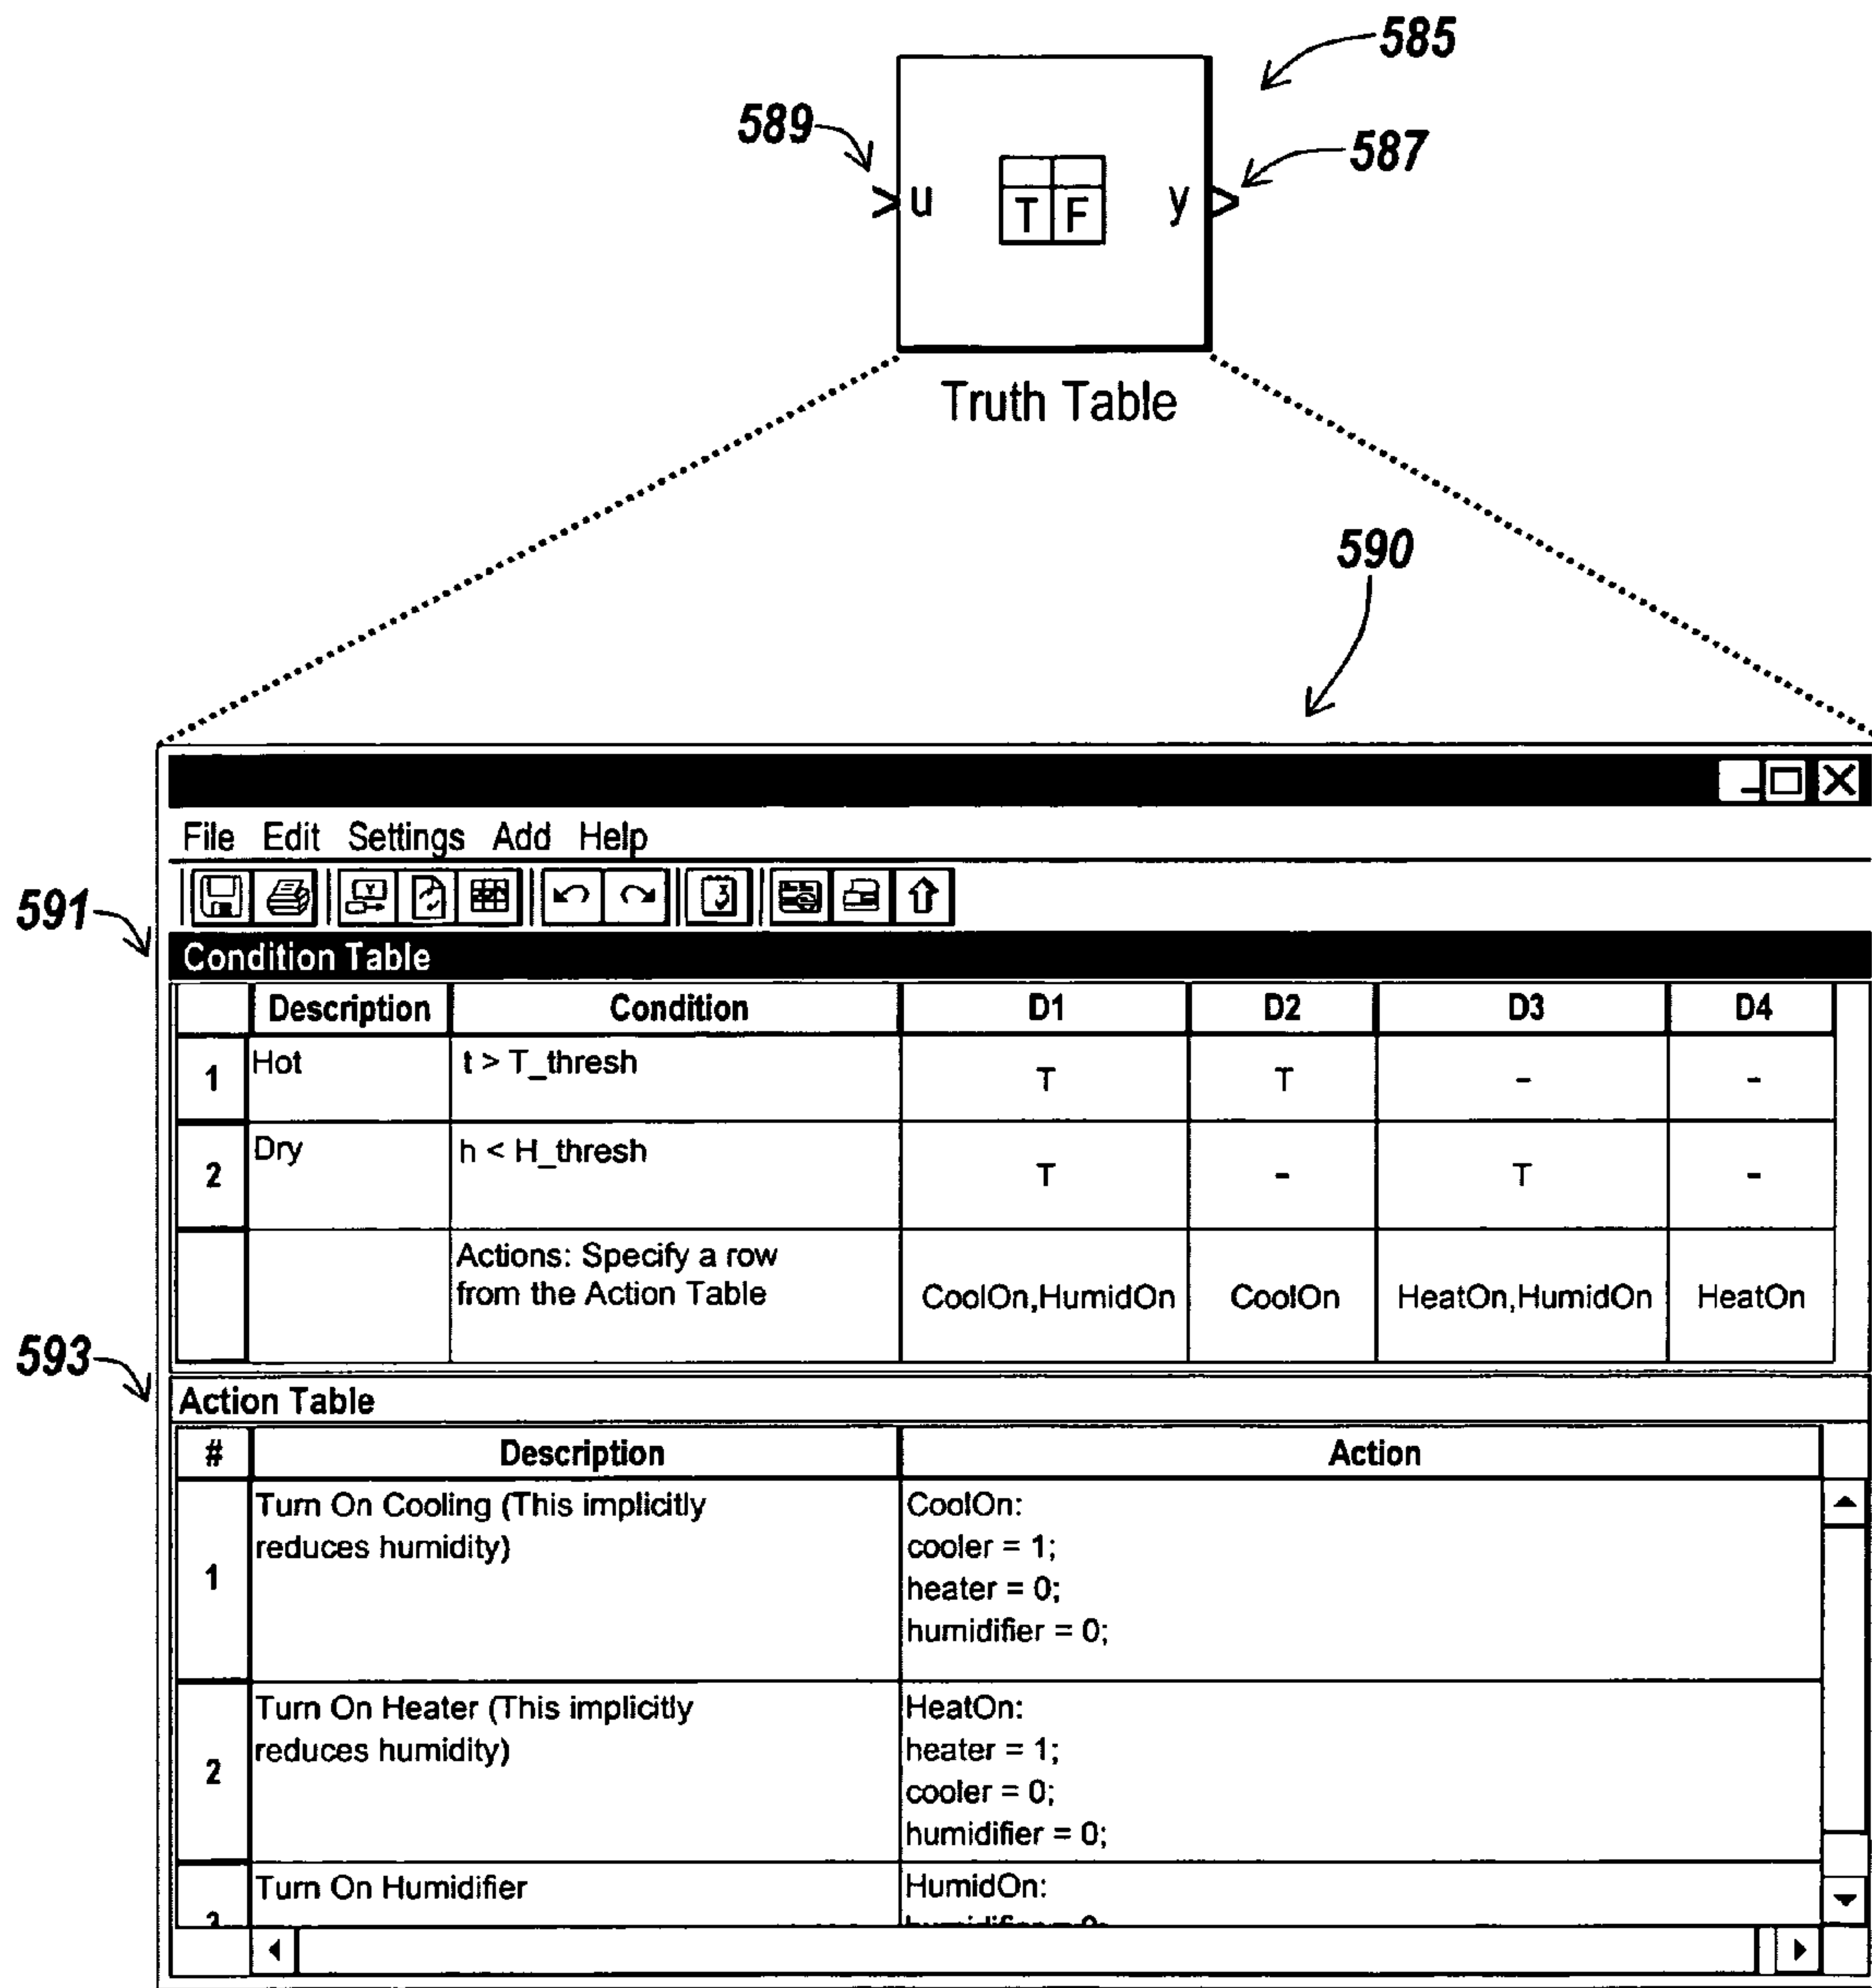 585
589
587
u
T F
y
Truth Table
590
File Edit Settings Add Help
591
Condition Table
Description Condition D1 D2 D3 D4
1 Hot t > T_thresh T T - -
2 Dry h < H_thresh T - T -
Actions: Specify a row
from the Action Table
CoolOn,HumidOn CoolOn HeatOn,HumidOn HeatOn
593
Action Table
# Description Action
1
Turn On Cooling (This implicitly
reduces humidity)
CoolOn:
cooler = 1;
heater = 0;
humidifier = 0;
2
Turn On Heater (This implicitly
reduces humidity)
HeatOn:
heater = 1;
cooler = 0;
humidifier = 0;
Turn On Humidifier
HumidOn: